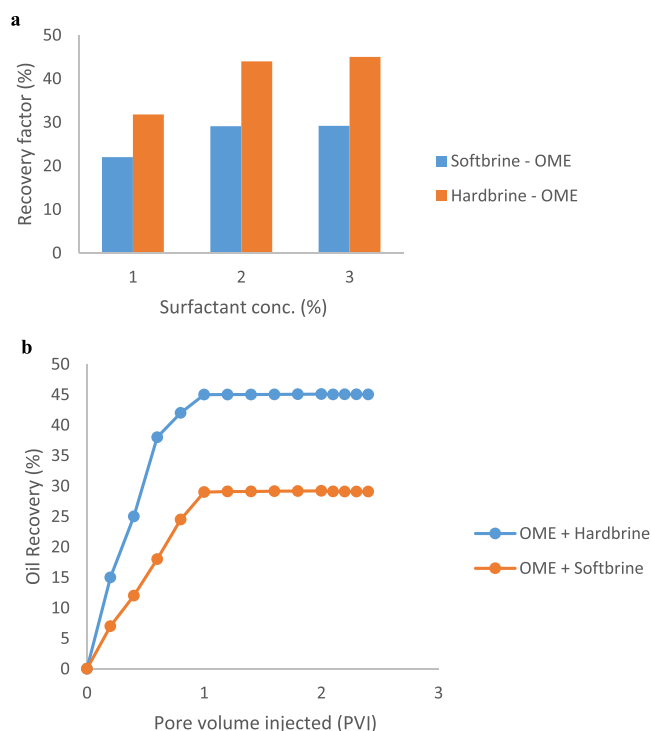 a
50
40
30
20
10
0
Recovery factor (%)
1 2 3
Surfactant conc. (%)
Softbrine - OME
Hardbrine - OME
b
50
45
40
35
30
25
20
15
10
5
0
Oil Recovery (%)
0 1 2 3
Pore volume injected (PVI)
OME + Hardbrine
OME + Softbrine